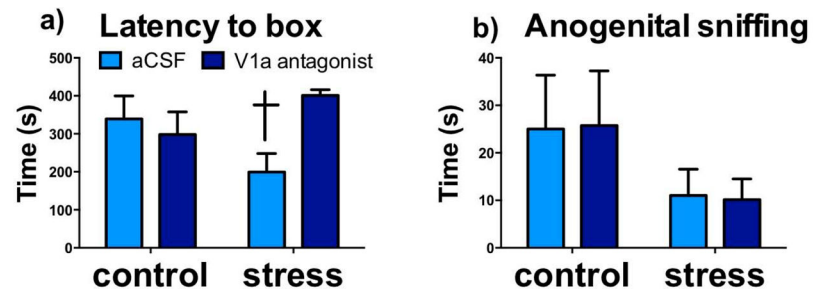 a) Latency to box
aCSF V1a antagonist
Time (s)
500
400
300
200
100
0
†
control stress
b) Anogenital sniffing
Time (s)
40
30
20
10
0
control stress